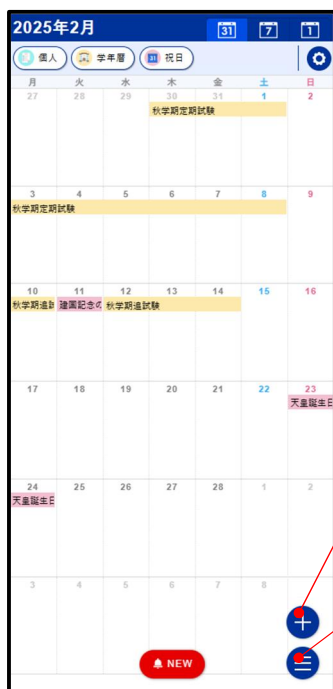 2025年2月
31
7
1
個人
学年暦
31
祝日
月 火 水 木 金 土 日
27 28 29 30 31 1 2
秋学期定期試験
3 4 5 6 7 8 9
秋学期定期試験
10 11 12 13 14 15 16
秋学期追試 建国記念の 秋学期追試験
17 18 19 20 21 22 23
天皇誕生日
24 25 26 27 28 1 2
天皇誕生日
3 4 5 6 7 8
NEW